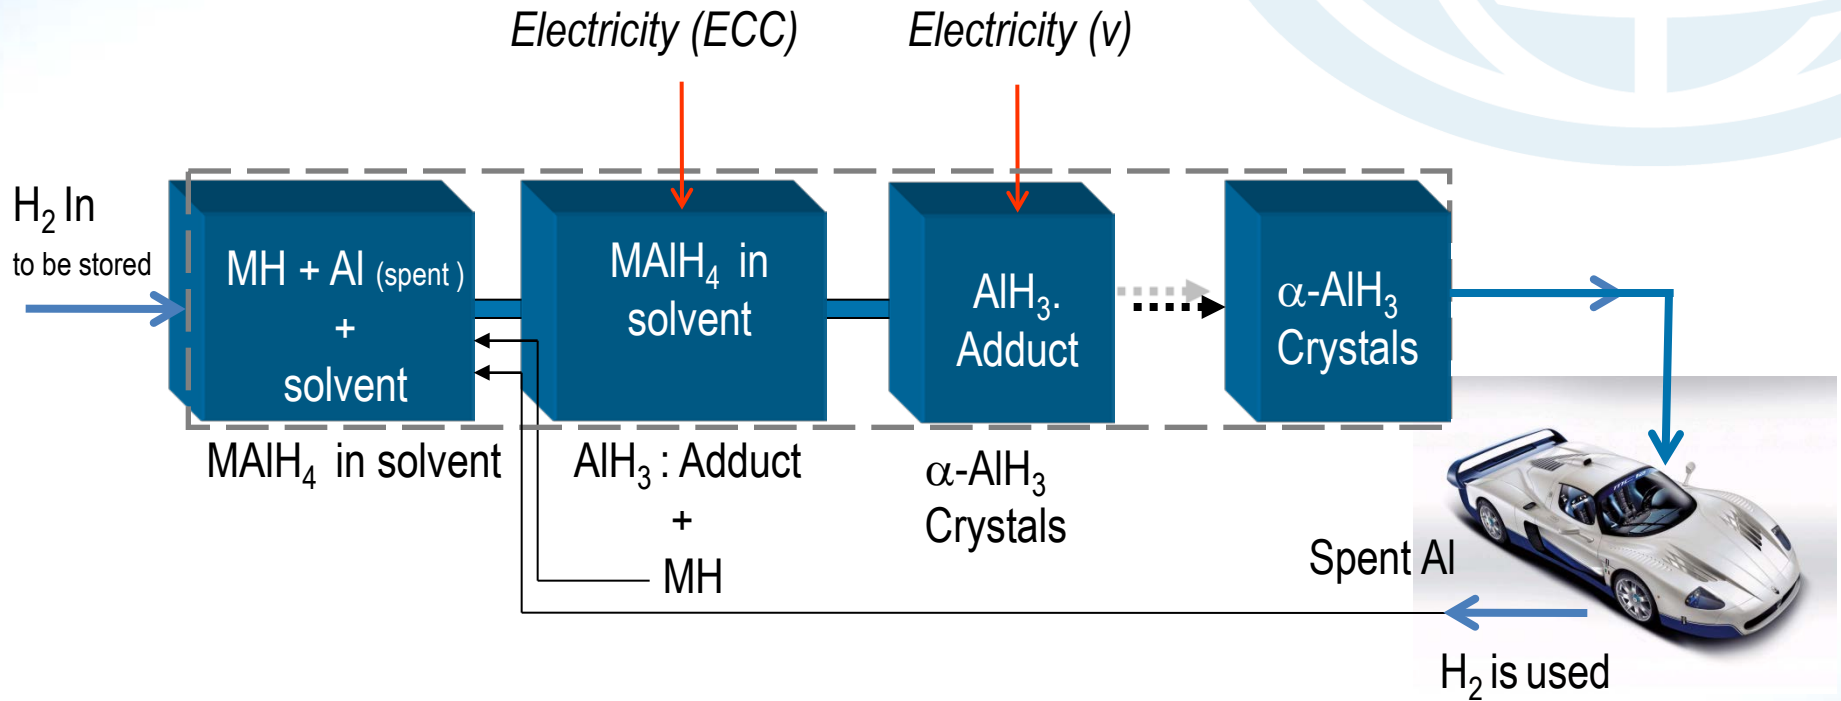 Electricity (ECC)
Electricity (v)
H₂ In
to be stored
MH + Al (spent )
+
solvent
MAlH₄ in
solvent
AlH₃.
Adduct
α-AlH₃
Crystals
MAlH₄ in solvent
AlH₃ : Adduct
+
MH
α-AlH₃
Crystals
Spent Al
H₂ is used